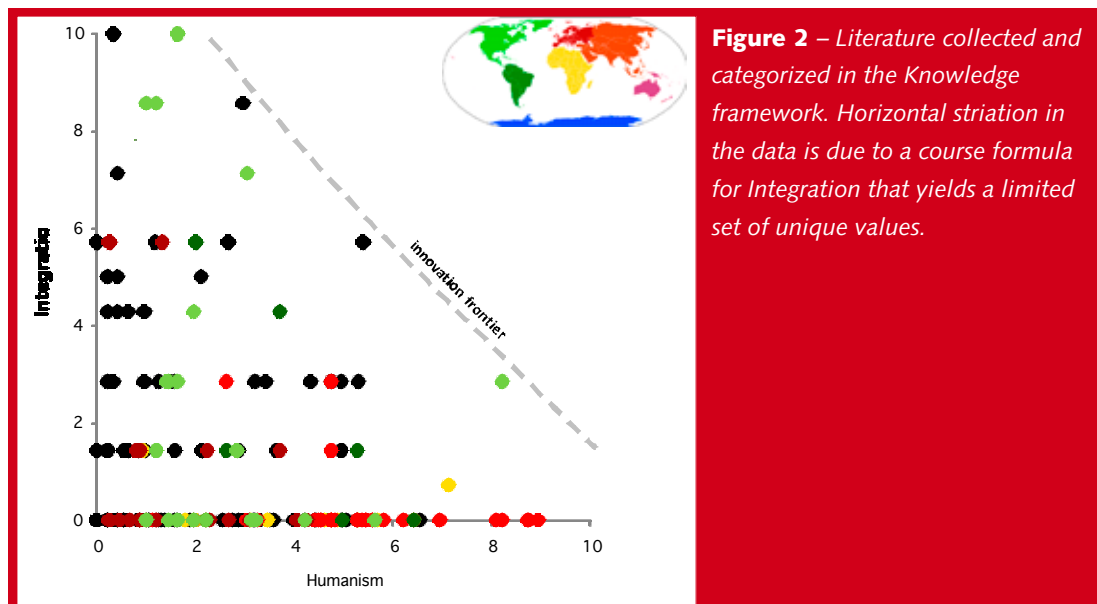 10
8
6
4
2
0
Integratio
0 2 4 6 8 10
Humanism
innovation frontier
Figure 2 – Literature collected and
categorized in the Knowledge
framework. Horizontal striation in
the data is due to a course formula
for Integration that yields a limited
set of unique values.